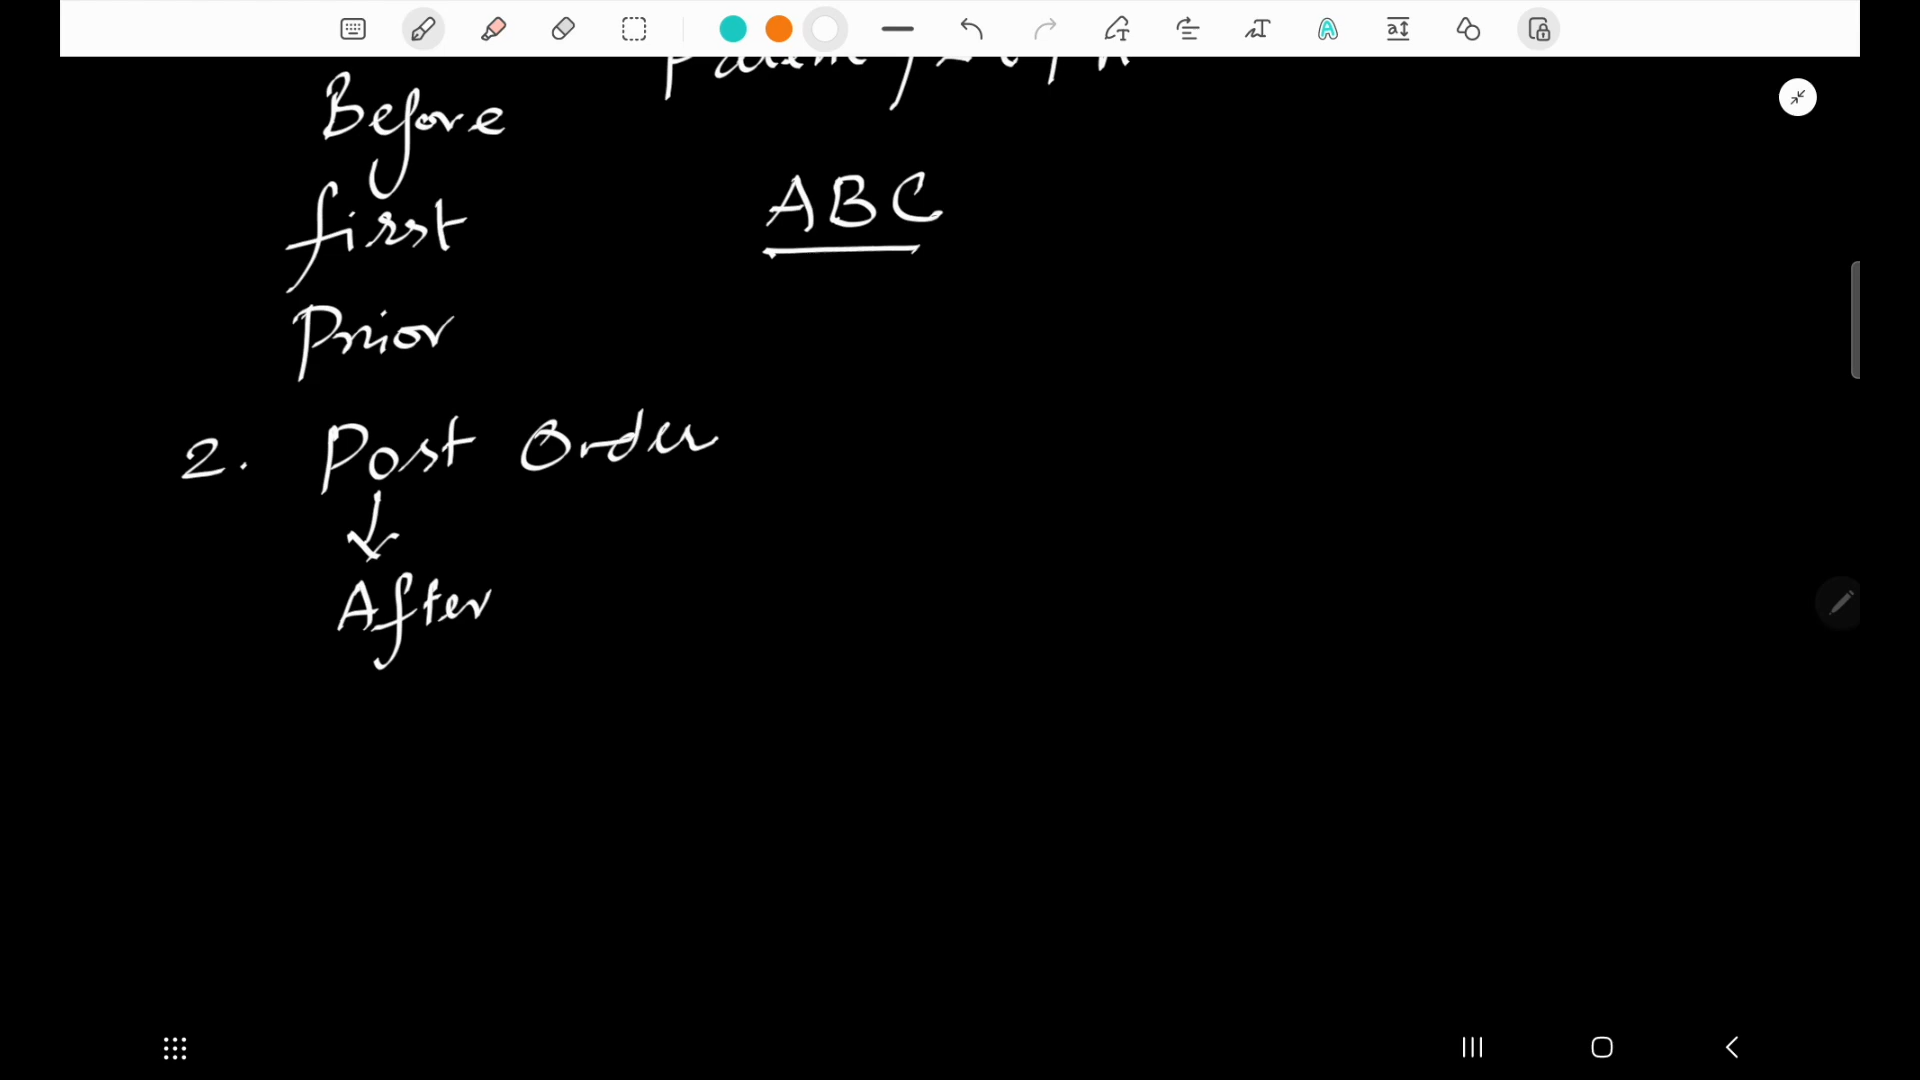 Before
ABC
first
Prior
2. Post Order
After